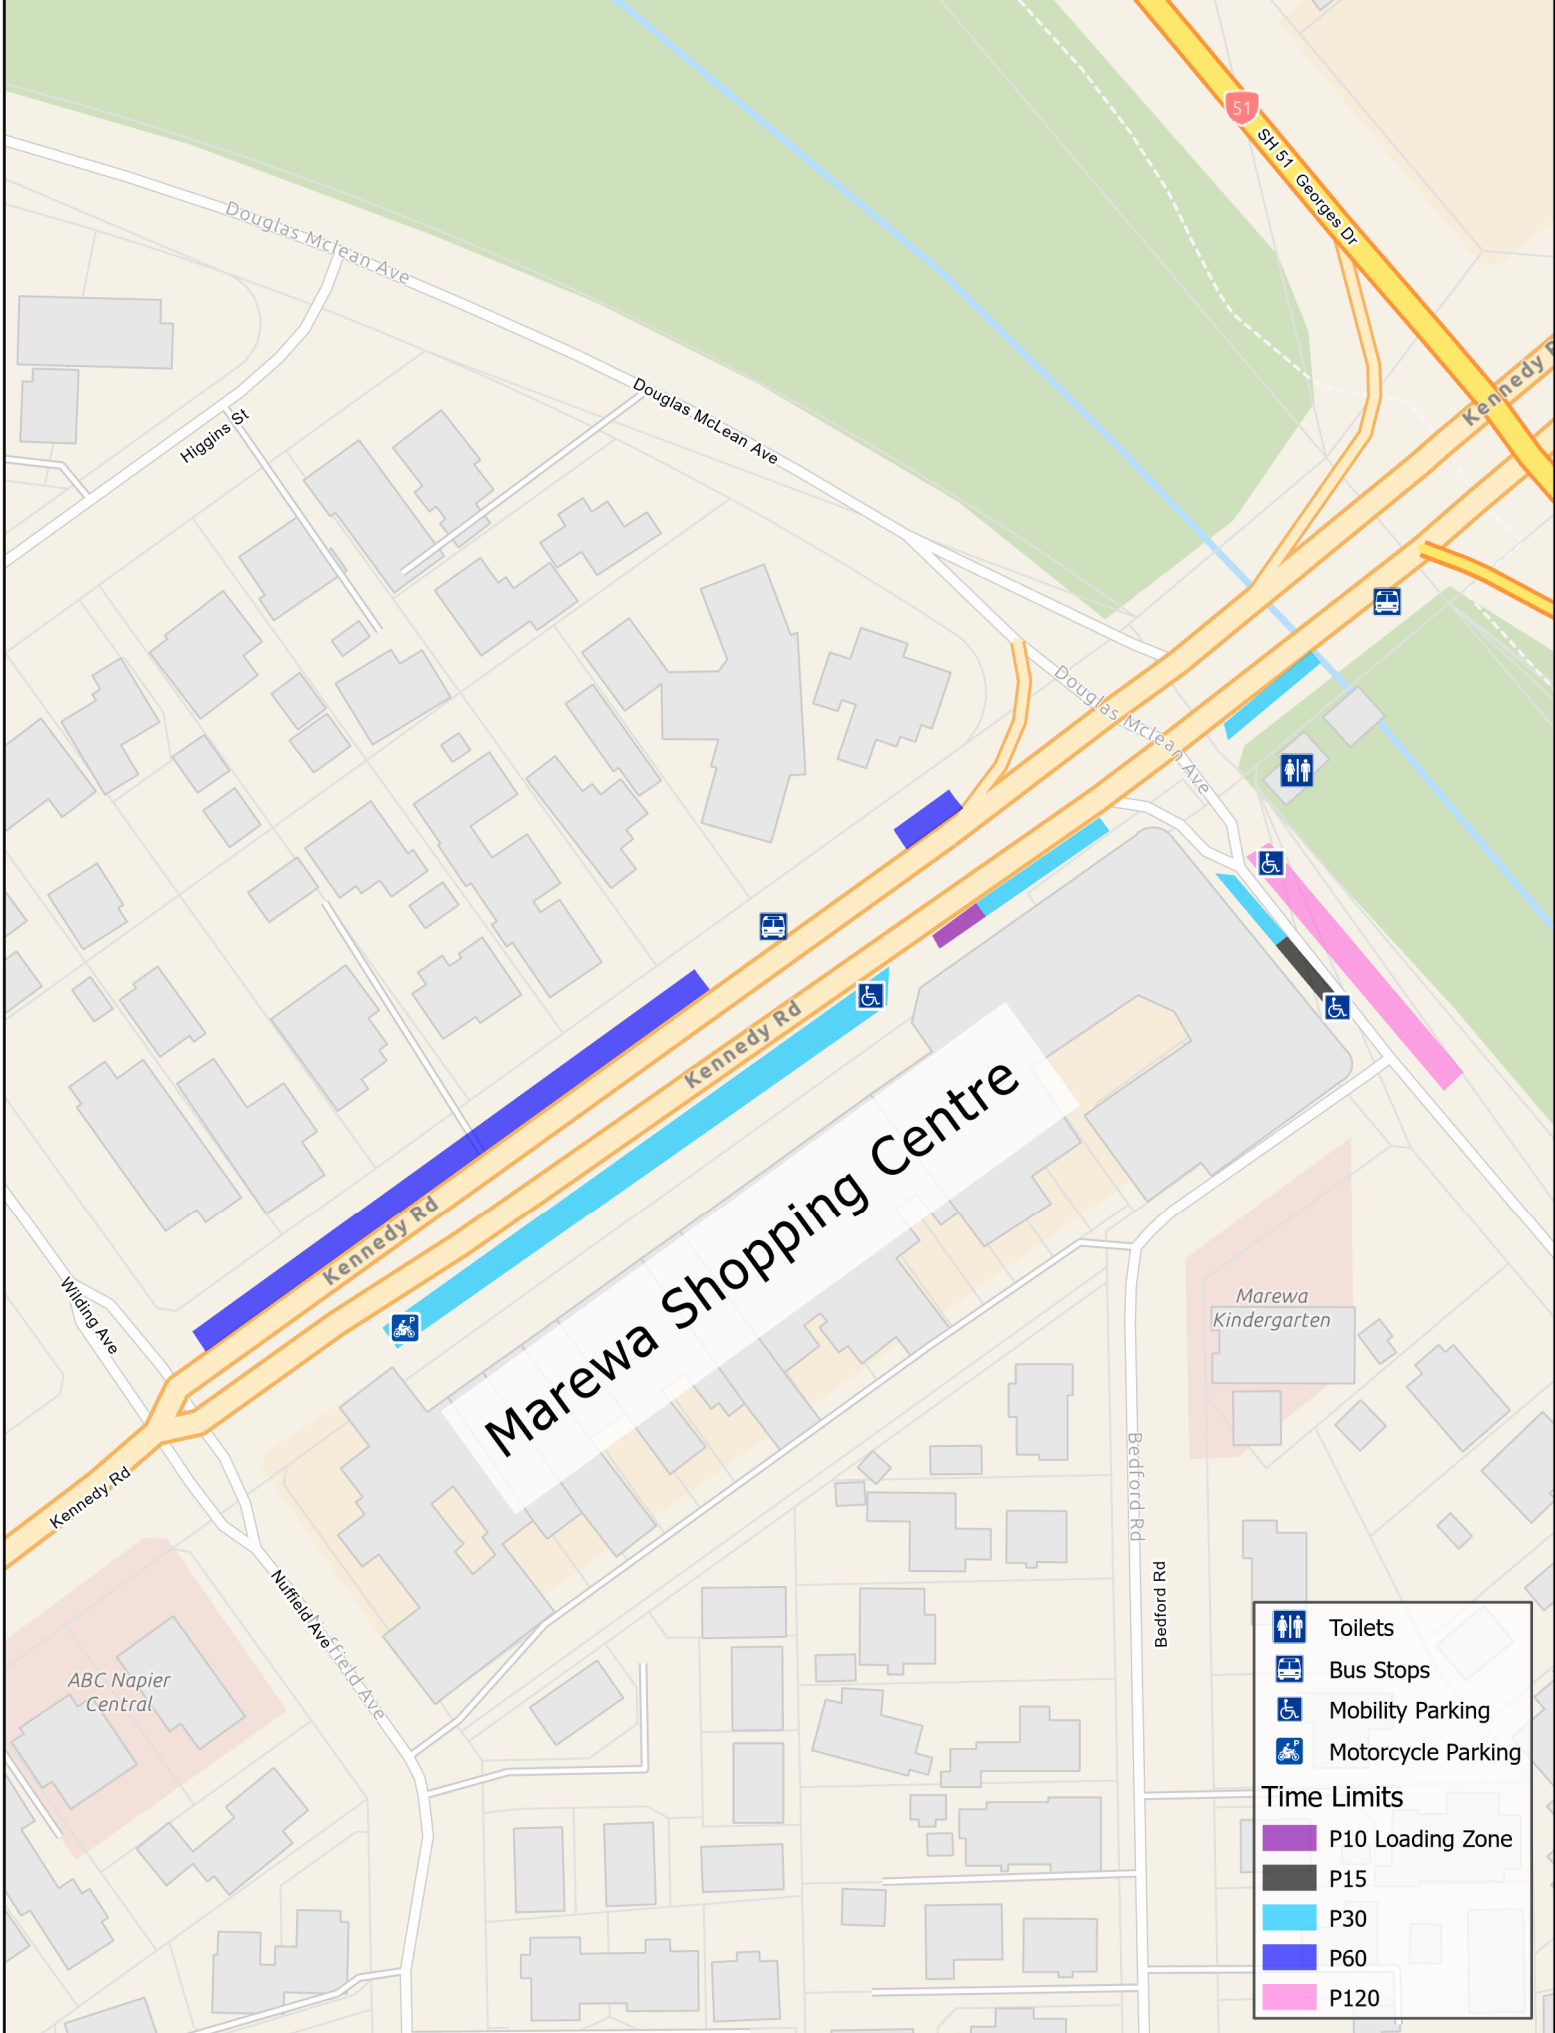 51
SH 51 Georges Dr
Douglas Mclean Ave
Kennedy R
Douglas McLean Ave
Higgins St
Douglas Mclean Ave
Kennedy Rd
Marewa Shopping Centre
Kennedy Rd
Wilding Ave
Marewa
Kindergarten
Kennedy Rd
Bedford Rd
Nuffield Ave
ffield Ave
Bedford Rd
ABC Napier
Central
P
Toilets
Bus Stops
Mobility Parking
P
Motorcycle Parking
Time Limits
P10 Loading Zone
P15
P30
P60
P120